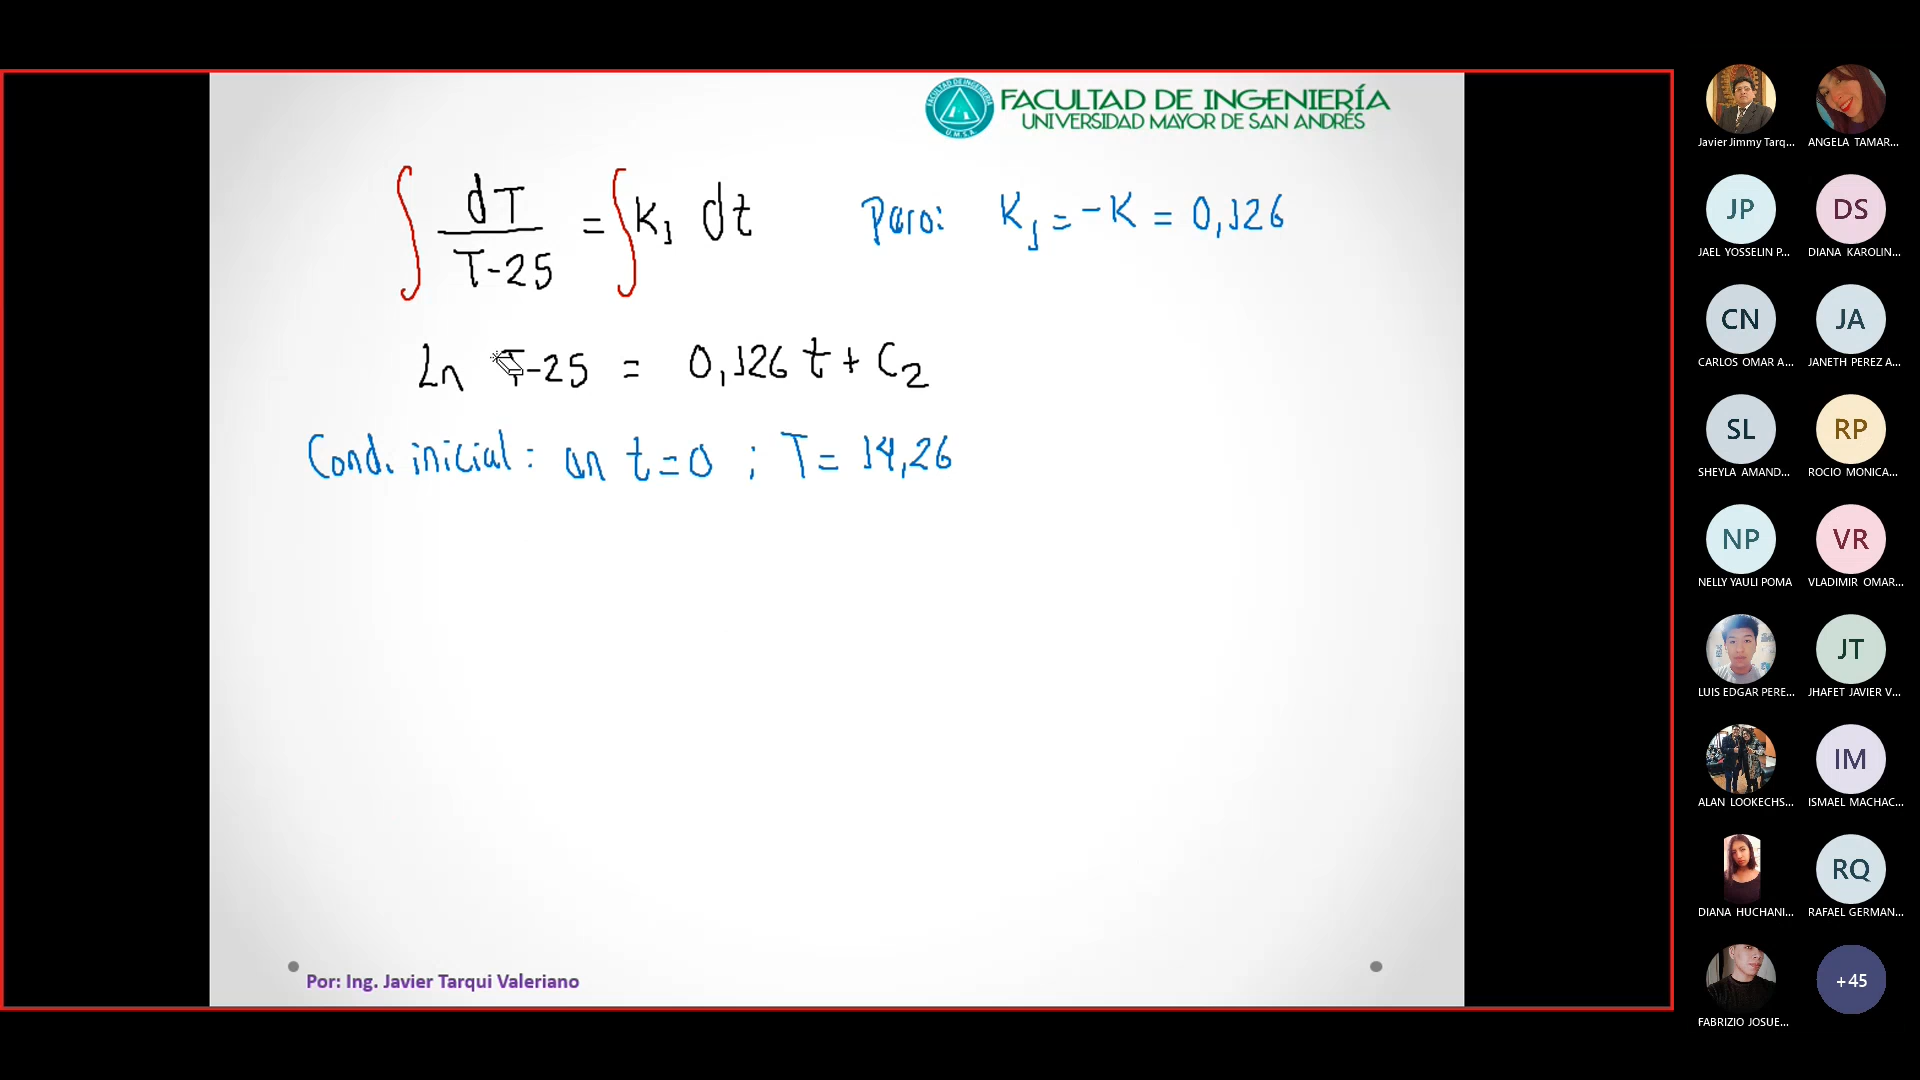 FACULTAD DE INGENIERÍA
UNIVERSIDAD MAYOR DE SAN ANDRÉS
FACULTAD DE INGENIERÍA
U.M.S.A.
∫ dT/(T-25) = ∫ K₁ dt
Para: K₁ = -K = 0,126
Ln T-25 = 0,126 t + C₂
Cond. inicial: en t=0 ; T= 14,26
Por: Ing. Javier Tarqui Valeriano
Javier Jimmy Tarq...
ANGELA TAMAR...
JP
DS
JAEL YOSSELIN P...
DIANA KAROLIN...
CN
JA
CARLOS OMAR A...
JANETH PEREZ A...
SL
RP
SHEYLA AMAND...
ROCIO MONICA...
NP
VR
NELLY YAULI POMA
VLADIMIR OMAR...
JT
LUIS EDGAR PERE...
JHAFET JAVIER V...
IM
ALAN LOOKECHS...
ISMAEL MACHAC...
RQ
DIANA HUCHANI...
RAFAEL GERMAN...
+45
FABRIZIO JOSUE...